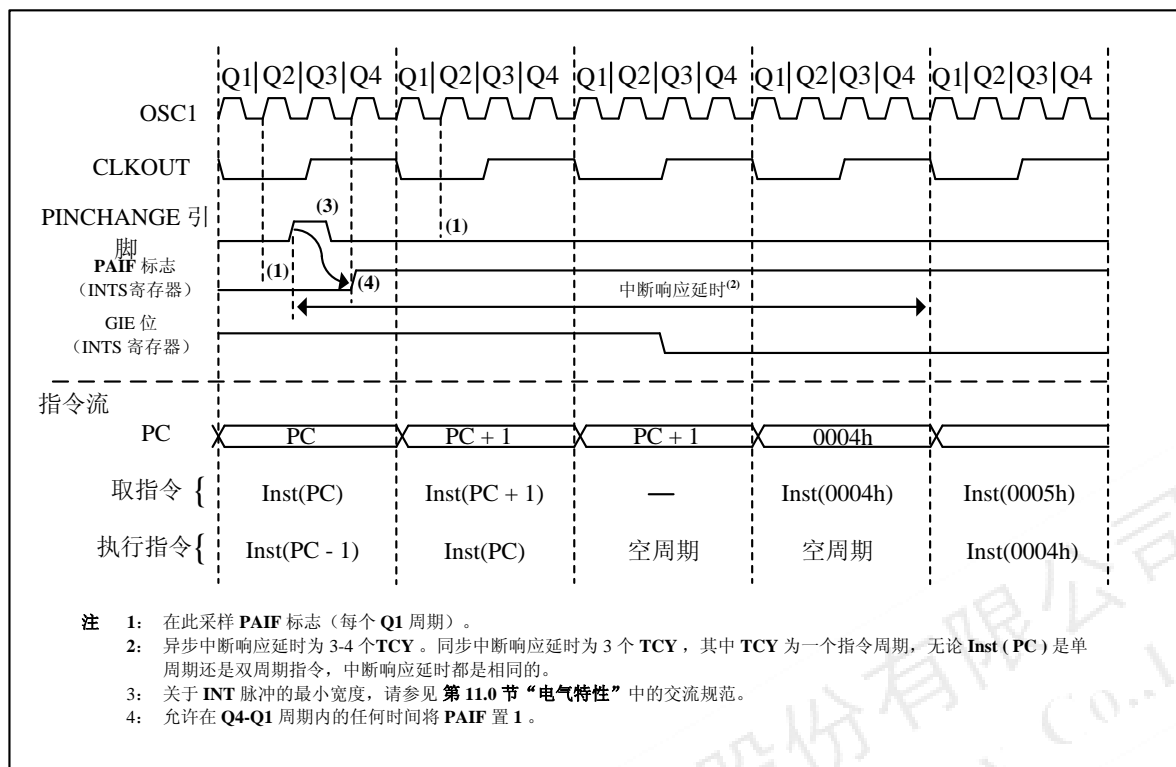 Q1 Q2 Q3 Q4 Q1 Q2 Q3 Q4 Q1 Q2 Q3 Q4 Q1 Q2 Q3 Q4 Q1 Q2 Q3 Q4
OSC1
CLKOUT
PINCHANGE 引脚
(3)
(1)
PAIF 标志
(INTS寄存器)
(1)
(4)
中断响应延时(2)
GIE 位
(INTS 寄存器)
指令流
PC PC PC + 1 PC + 1 0004h
取指令 { Inst(PC) Inst(PC + 1) — Inst(0004h) Inst(0005h)
执行指令{ Inst(PC - 1) Inst(PC) 空周期 空周期 Inst(0004h)
注 1: 在此采样 PAIF 标志(每个 Q1 周期)。
2: 异步中断响应延时为 3-4 个TCY 。同步中断响应延时为 3 个 TCY ,其中 TCY 为一个指令周期,无论 Inst ( PC ) 是单
周期还是双周期指令,中断响应延时都是相同的。
3: 关于 INT 脉冲的最小宽度,请参见 第 11.0 节“电气特性”中的交流规范。
4: 允许在 Q4-Q1 周期内的任何时间将 PAIF 置 1 。
股份有限公司
Co.,